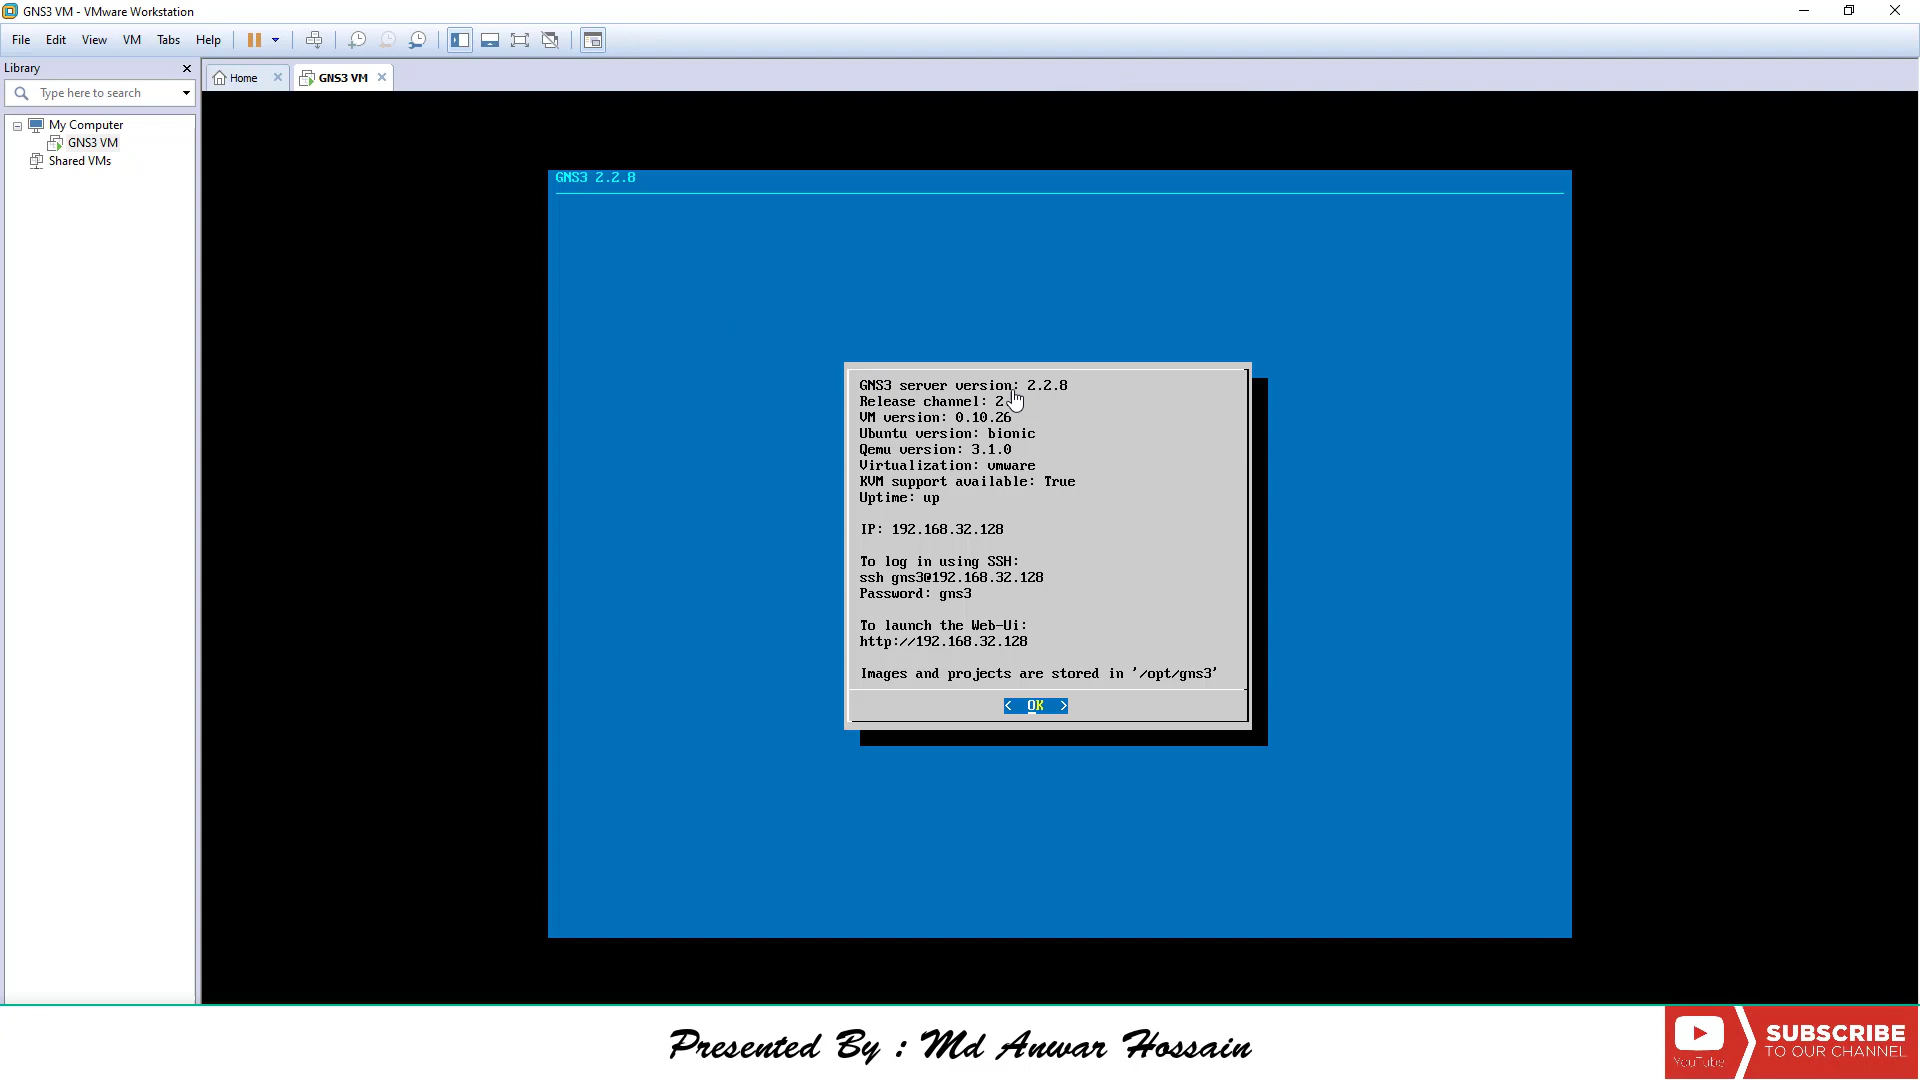 GNS3 VM - VMware Workstation
File Edit View VM Tabs Help
Library
Home
GNS3 VM
Type here to search
My Computer
GNS3 VM
Shared VMs
GNS3 2.2.8
GNS3 server version: 2.2.8
Release channel: 2
VM version: 0.10.26
Ubuntu version: bionic
Qemu version: 3.1.0
Virtualization: vmware
KVM support available: True
Uptime: up
IP: 192.168.32.128
To log in using SSH:
ssh gns3@192.168.32.128
Password: gns3
To launch the Web-Ui:
http://192.168.32.128
Images and projects are stored in '/opt/gns3'
< OK >
Presented By : Md Anwar Hossain
YouTube
SUBSCRIBE
TO OUR CHANNEL